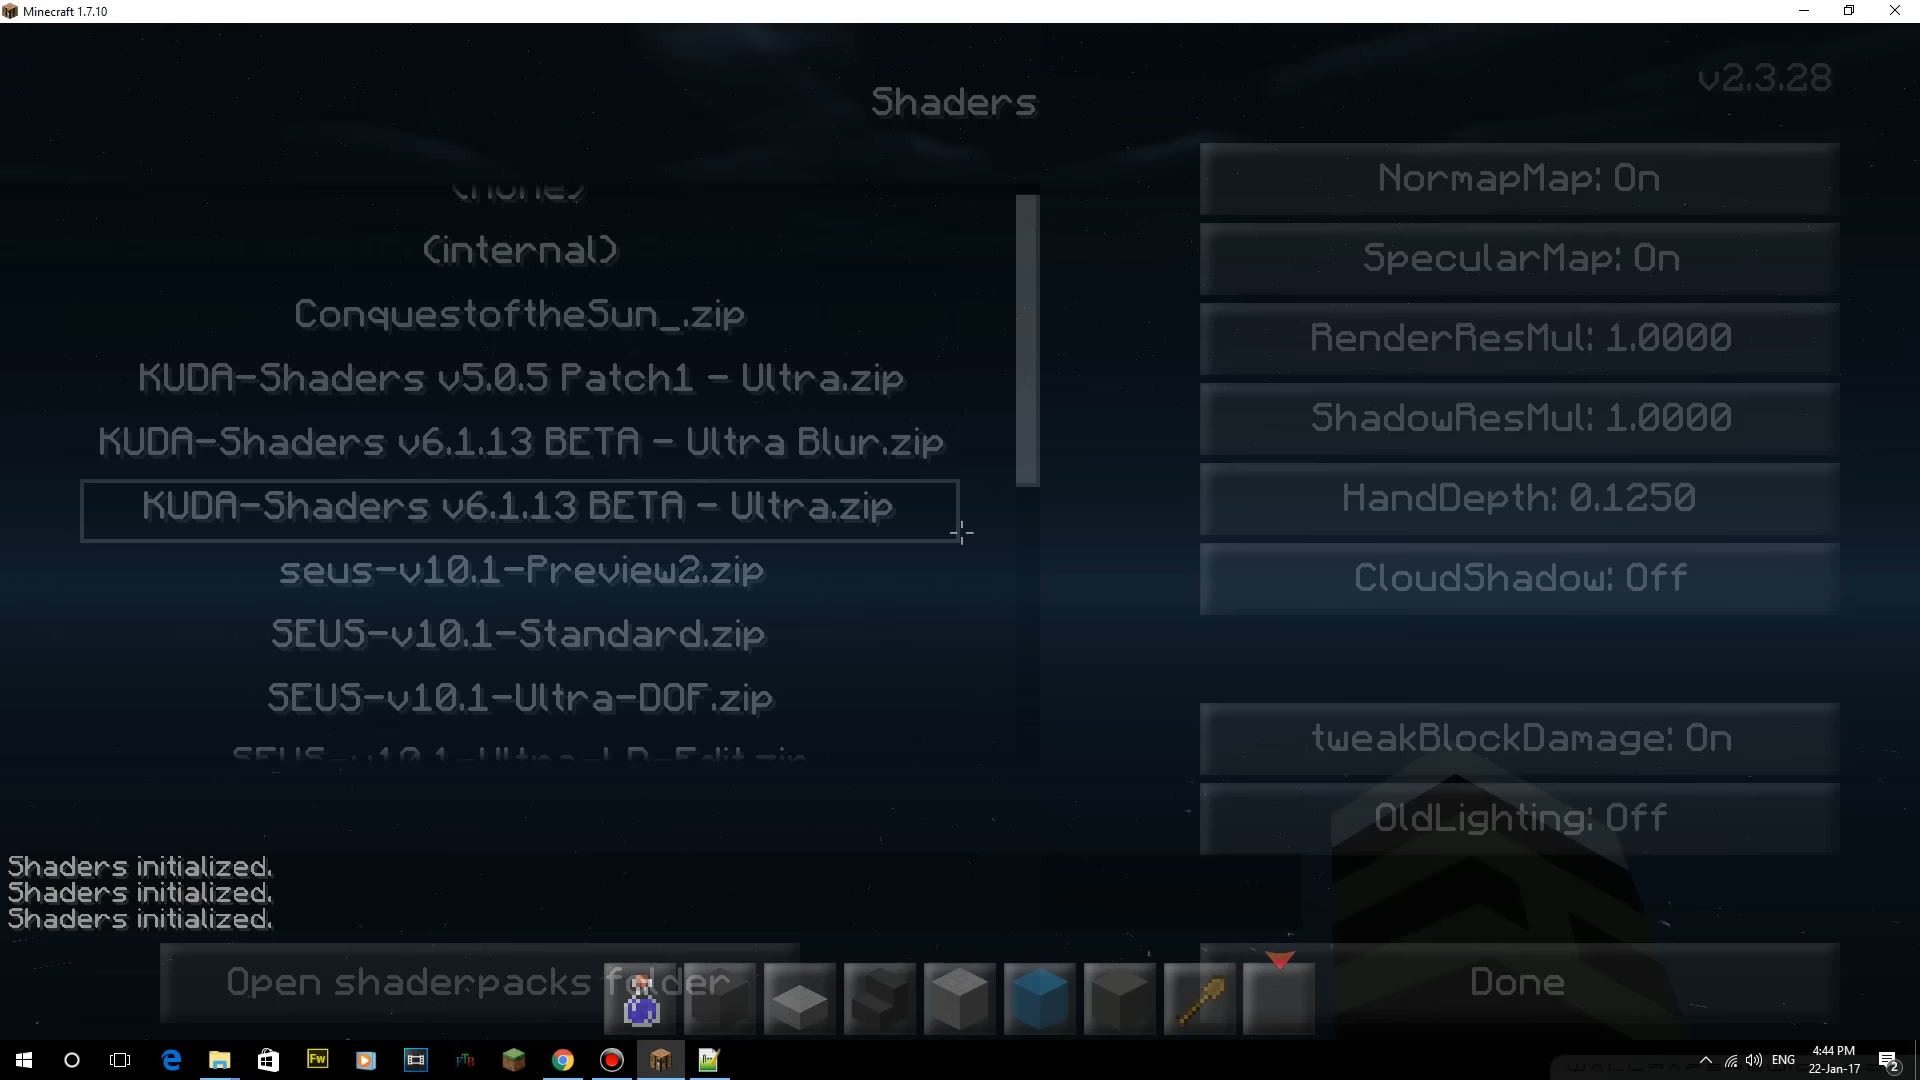 Minecraft 1.7.10
v2.3.28
Shaders
(none)
(internal)
ConquestoftheSun_.zip
KUDA-Shaders v5.0.5 Patch1 - Ultra.zip
KUDA-Shaders v6.1.13 BETA - Ultra Blur.zip
KUDA-Shaders v6.1.13 BETA - Ultra.zip
seus-v10.1-Preview2.zip
SEUS-v10.1-Standard.zip
SEUS-v10.1-Ultra-DOF.zip
NormapMap: On
SpecularMap: On
RenderResMul: 1.0000
ShadowResMul: 1.0000
HandDepth: 0.1250
CloudShadow: Off
tweakBlockDamage: On
OldLighting: Off
Shaders initialized.
Shaders initialized.
Shaders initialized.
Open shaderpacks folder
Done
Fw
FTB
ENG
4:44 PM
22-Jan-17
2